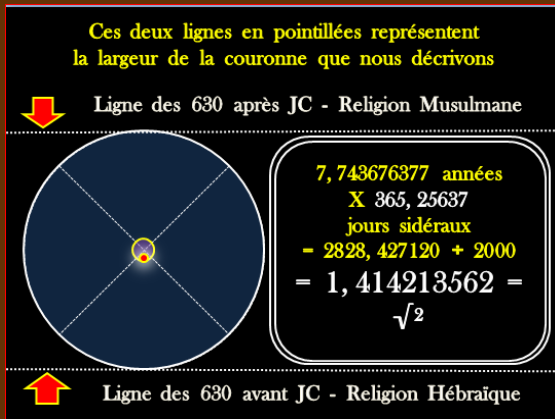 Ces deux lignes en pointillées représentent
la largeur de la couronne que nous décrivons
Ligne des 630 après JC - Religion Musulmane
7, 743676377 années
X 365, 25637
jours sidéraux
= 2828, 427120 ÷ 2000
= 1, 414213562 =
√2
Ligne des 630 avant JC - Religion Hébraïque